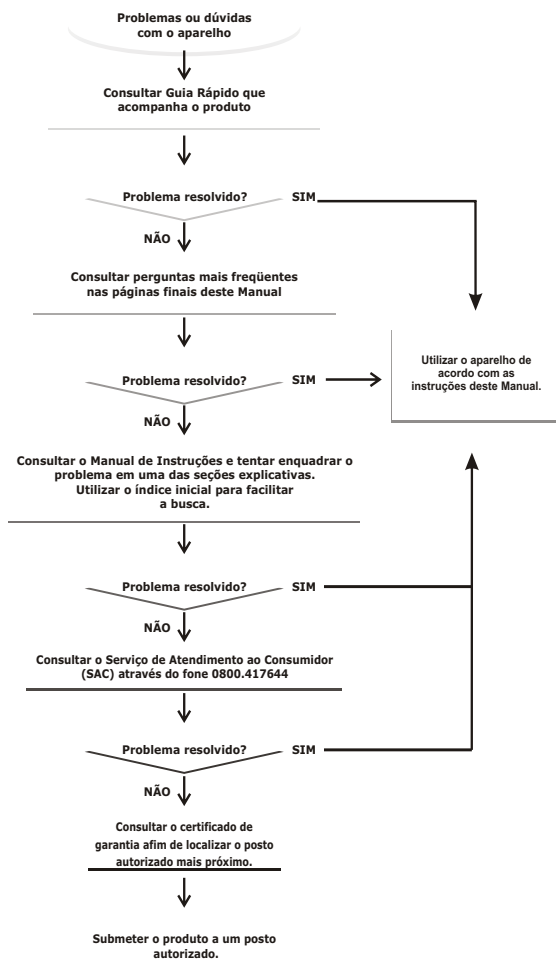 Problemas ou dúvidas
com o aparelho
Consultar Guia Rápido que
acompanha o produto
Problema resolvido? SIM
NÃO
Consultar perguntas mais freqüentes
nas páginas finais deste Manual
Problema resolvido? SIM
Utilizar o aparelho de
acordo com as
instruções deste Manual.
NÃO
Consultar o Manual de Instruções e tentar enquadrar o
problema em uma das seções explicativas.
Utilizar o índice inicial para facilitar
a busca.
Problema resolvido? SIM
NÃO
Consultar o Serviço de Atendimento ao Consumidor
(SAC) através do fone 0800.417644
Problema resolvido? SIM
NÃO
Consultar o certificado de
garantia afim de localizar o posto
autorizado mais próximo.
Submeter o produto a um posto
autorizado.